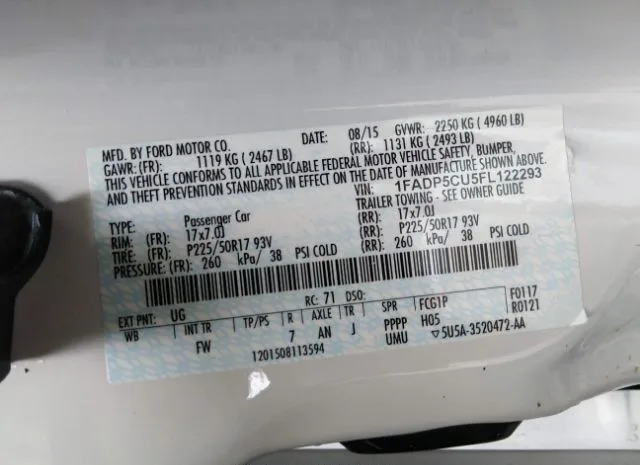 MFD. BY FORD MOTOR CO.
DATE: 08/15 GVWR: 2250 KG ( 4960 LB)
GAWR: (FR): 1119 KG ( 2467 LB) (RR): 1131 KG ( 2493 LB)
THIS VEHICLE CONFORMS TO ALL APPLICABLE FEDERAL MOTOR VEHICLE SAFETY, BUMPER,
AND THEFT PREVENTION STANDARDS IN EFFECT ON THE DATE OF MANUFACTURE SHOWN ABOVE.
VIN: 1FADP5CU5FL122293
TYPE: Passenger Car TRAILER TOWING - SEE OWNER GUIDE
RIM: (FR): 17x7.0J (RR): 17x7.0J
TIRE: (FR): P225/50R17 93V (RR): P225/50R17 93V
PRESSURE: (FR): 260 kPa/ 38 PSI COLD (RR): 260 kPa/ 38 PSI COLD
EXT PNT: UG RC: 71 DSO: FCG1P F0117
WB INT TR TP/PS R AXLE TR SPR H05 R0121
FW 7 AN J PPPP
1201508113594 UMU ▽5U5A-3520472-AA